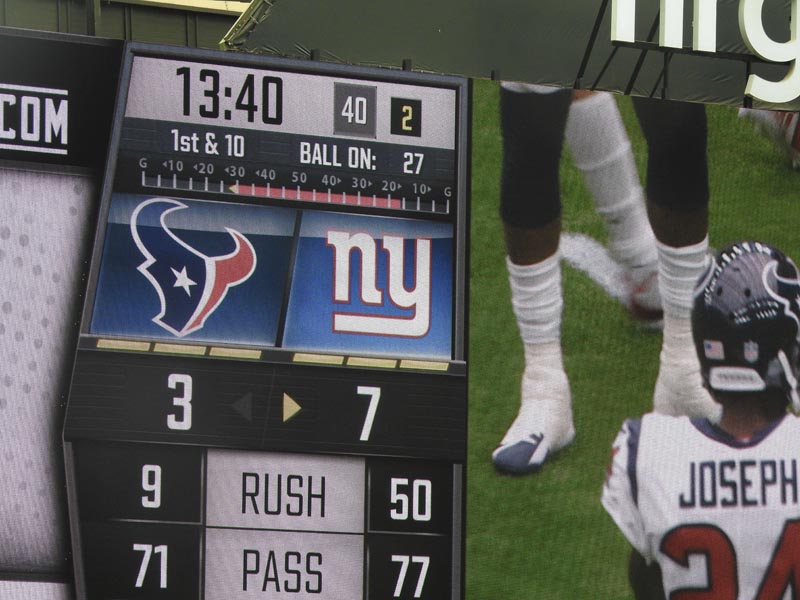 13:40 40 2
1st & 10 BALL ON: 27
G ◂10 ◂20 ◂30 ◂40 50 40▸ 30▸ 20▸ 10▸ G
COM
ny
3 7
9 RUSH 50
71 PASS 77
JOSEPH
24